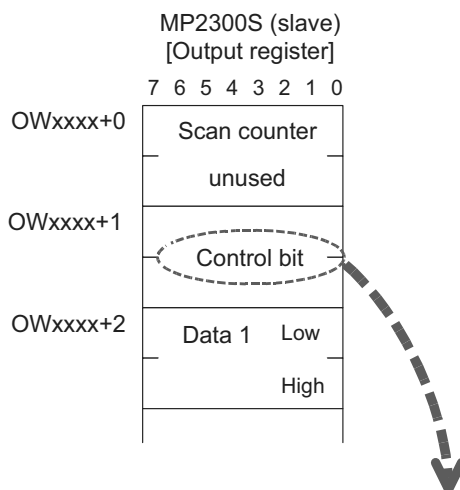 MP2300S (slave)
[Output register]
7 6 5 4 3 2 1 0
OWxxxx+0
Scan counter
unused
OWxxxx+1
Control bit
OWxxxx+2
Data 1 Low
High